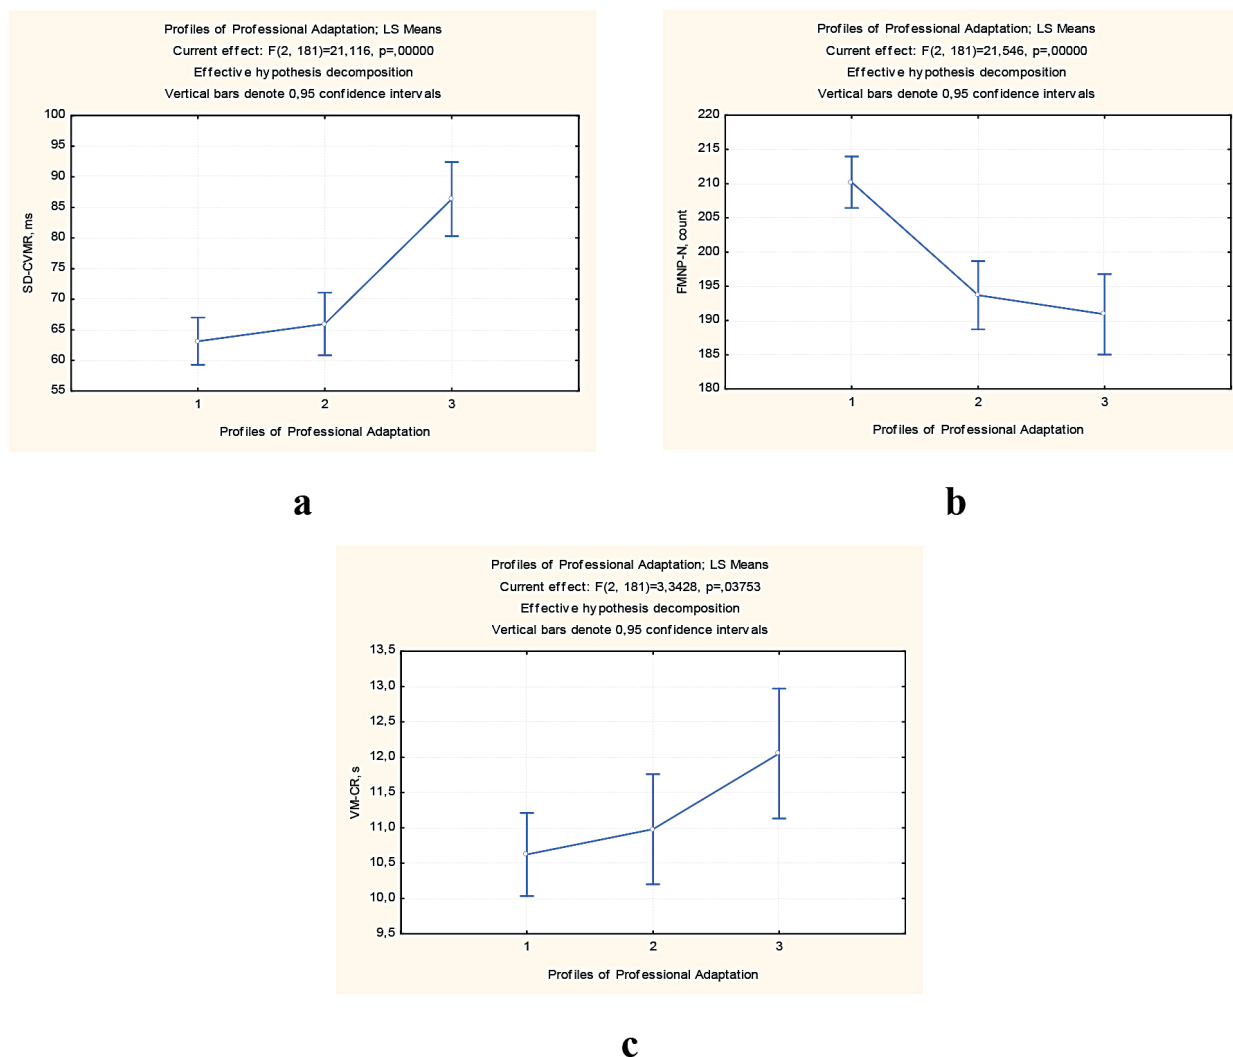 Profiles of Professional Adaptation; LS Means
Current effect: F(2, 181)=21,116, p=,00000
Effective hypothesis decomposition
Vertical bars denote 0,95 confidence intervals
100
95
90
85
80
75
70
65
60
55
SD-CVMR, ms
1 2 3
Profiles of Professional Adaptation
a
Profiles of Professional Adaptation; LS Means
Current effect: F(2, 181)=21,546, p=,00000
Effective hypothesis decomposition
Vertical bars denote 0,95 confidence intervals
220
215
210
205
200
195
190
185
180
FMNP-N, count
1 2 3
Profiles of Professional Adaptation
b
Profiles of Professional Adaptation; LS Means
Current effect: F(2, 181)=3,3428, p=,03753
Effective hypothesis decomposition
Vertical bars denote 0,95 confidence intervals
13,5
13,0
12,5
12,0
11,5
11,0
10,5
10,0
9,5
VM-CR, s
1 2 3
Profiles of Professional Adaptation
c